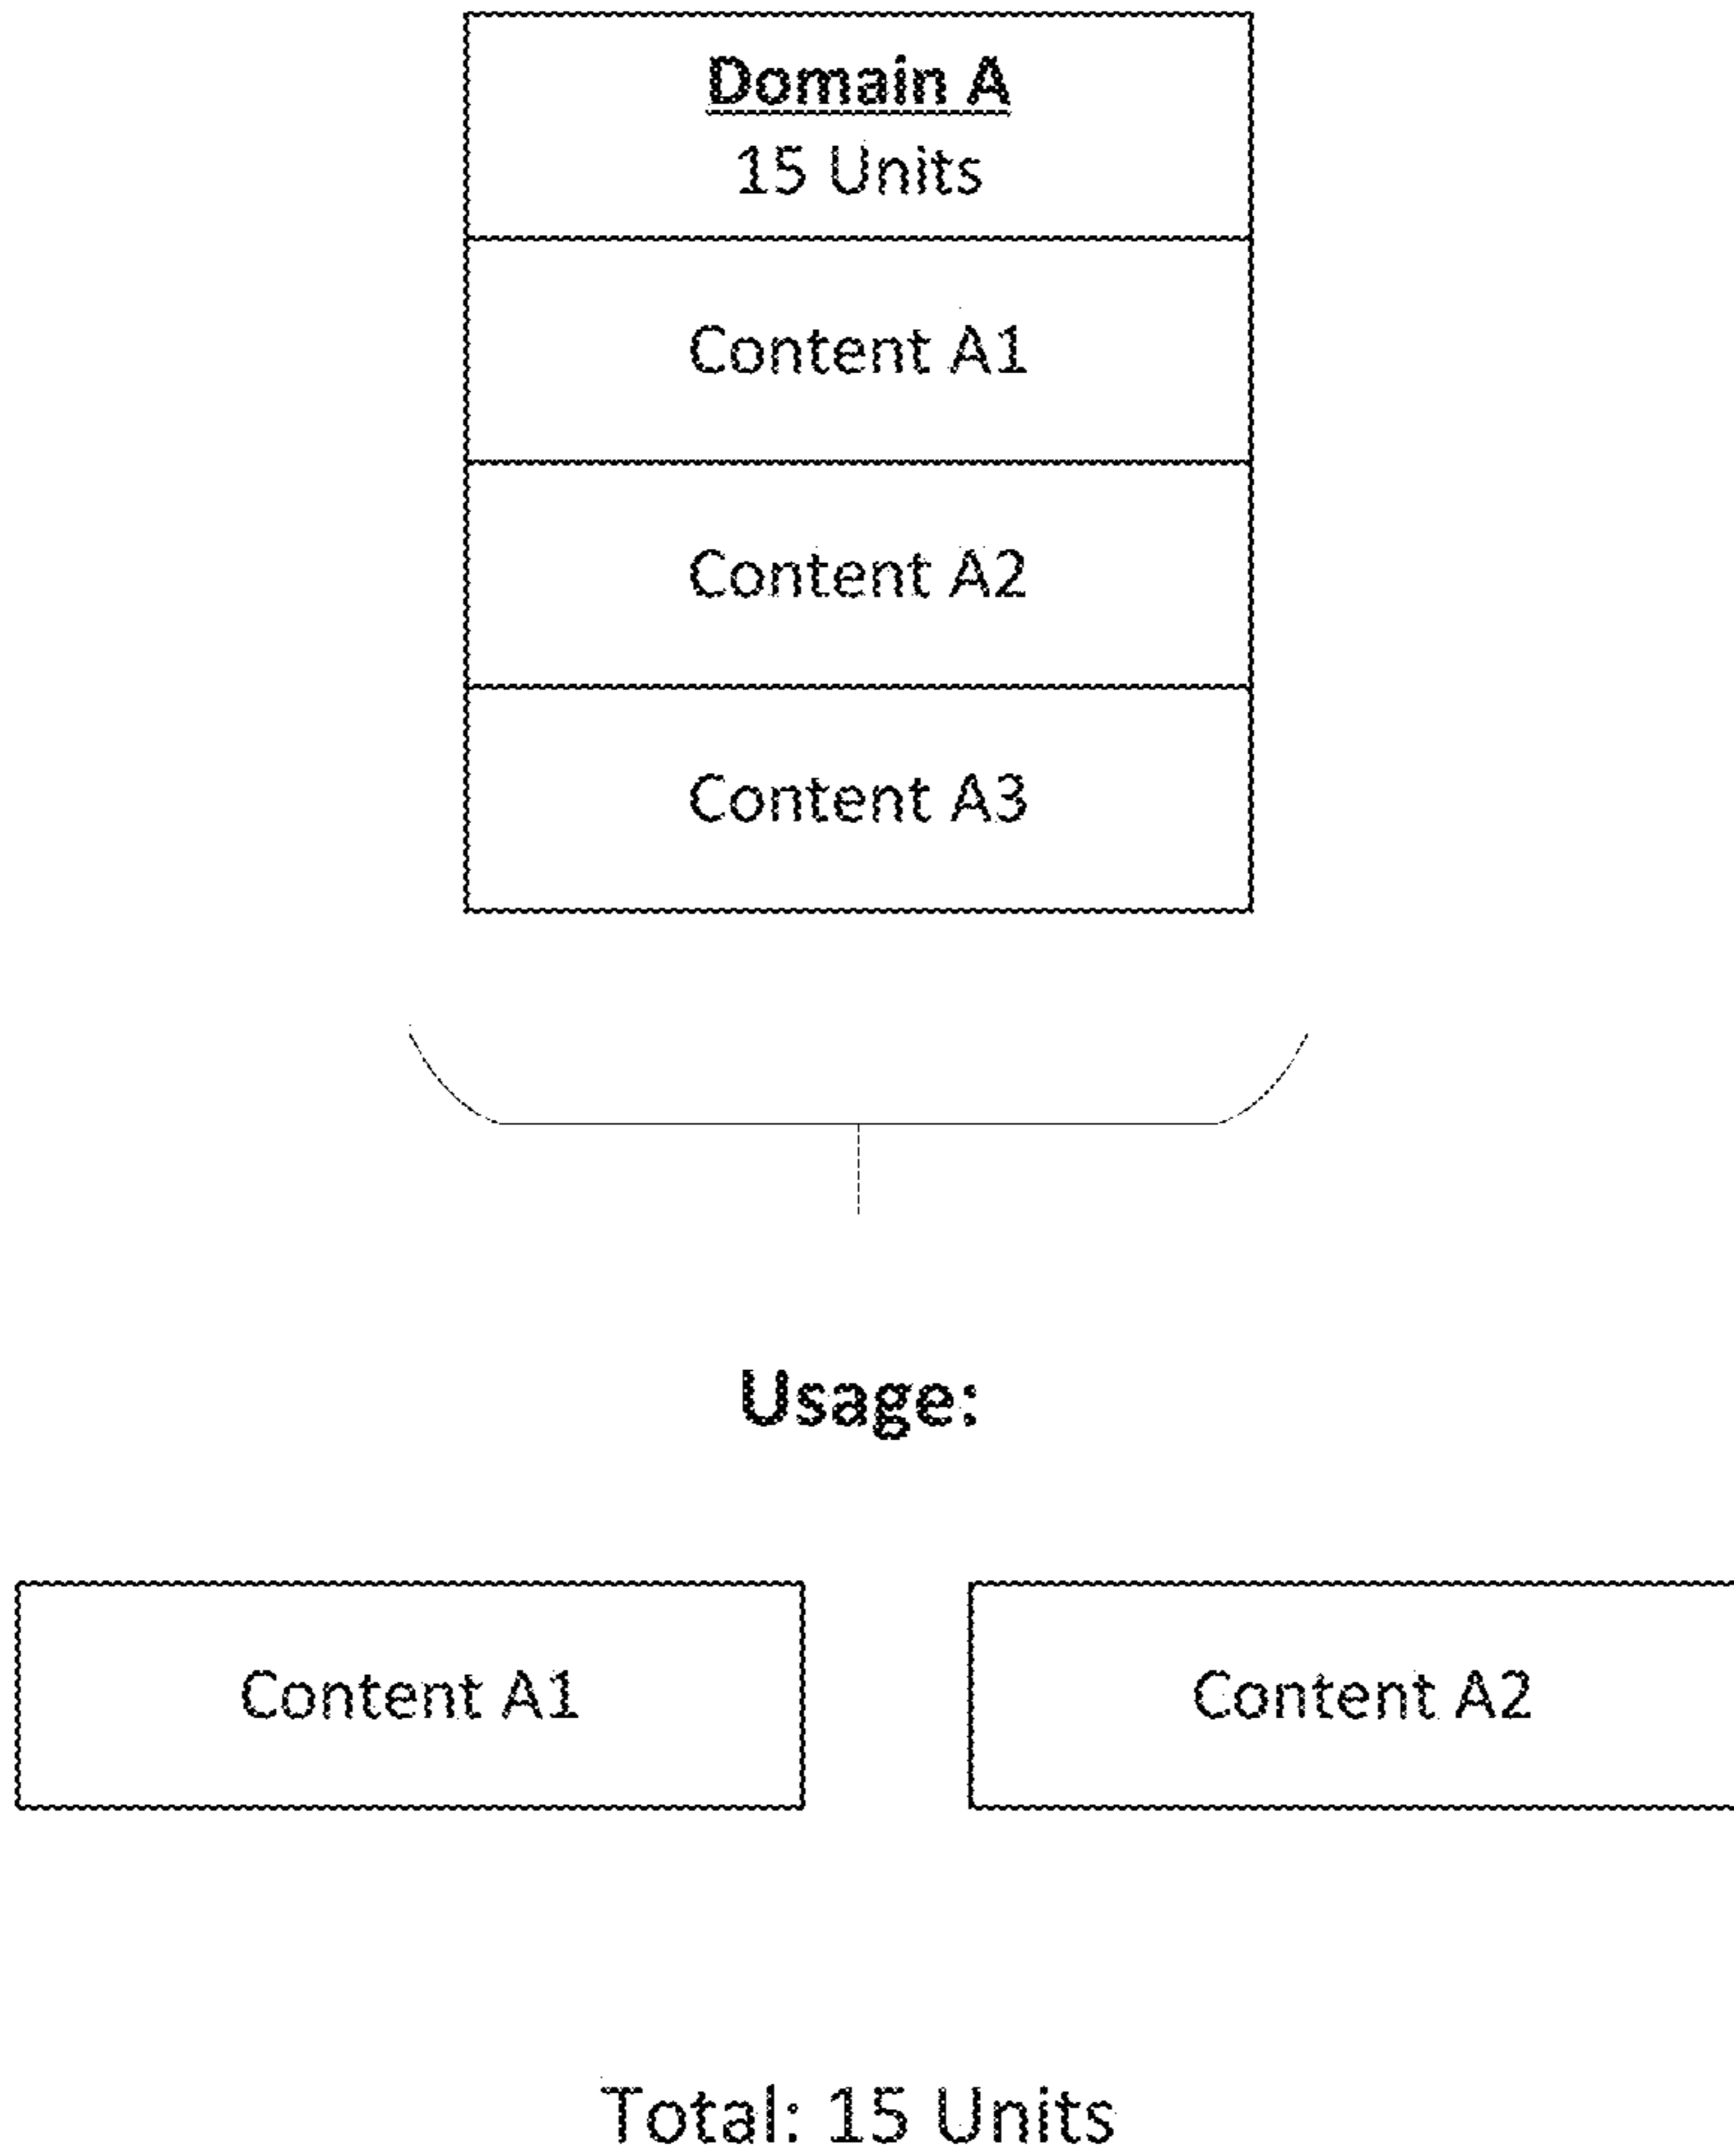 Domain A
15 Units
Content A1
Content A2
Content A3
Usage:
Content A1
Content A2
Total: 15 Units